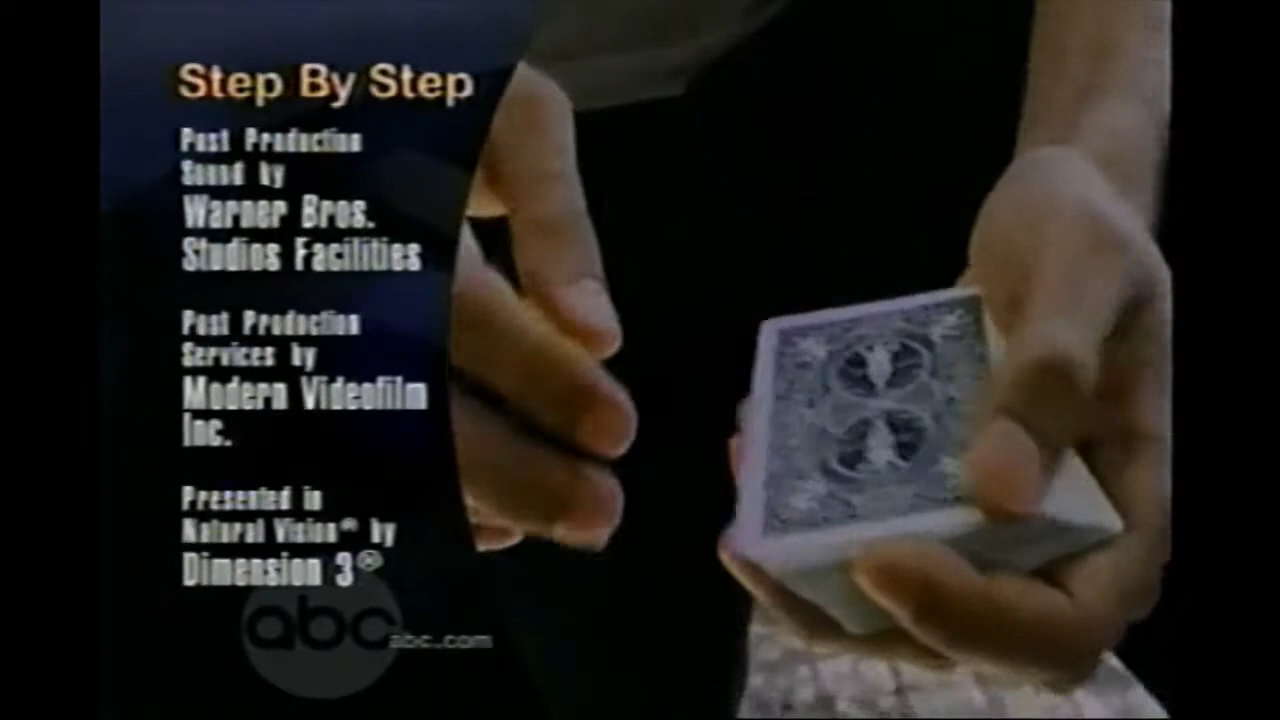 Step By Step
Post Production
Sound by
Warner Bros.
Studios Facilities
Post Production
Services by
Modern Videofilm
Inc.
Presented in
Natural Vision™ by
Dimension 3®
abc
abc.com